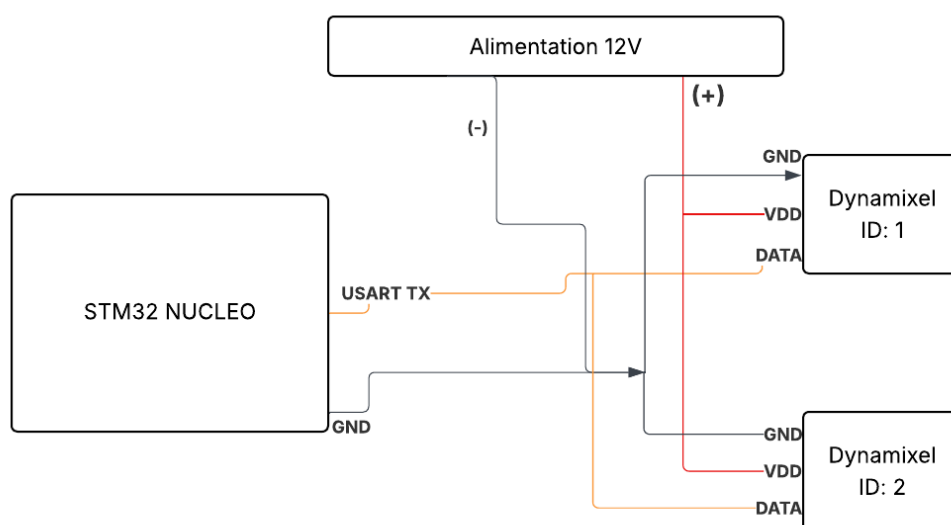 Alimentation 12V
(+)
(-)
GND
Dynamixel
ID: 1
VDD
DATA
USART TX
STM32 NUCLEO
GND
GND
Dynamixel
ID: 2
VDD
DATA